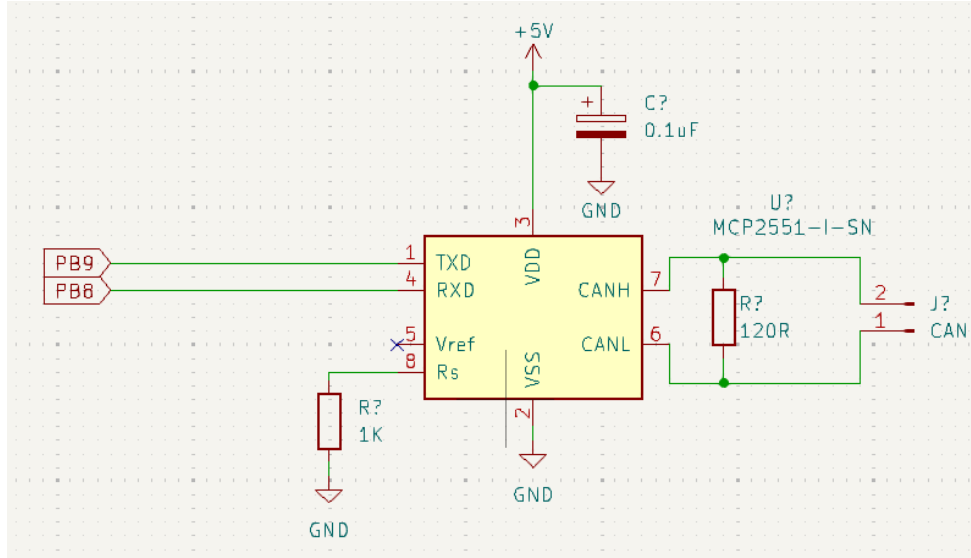 +5V
+
C?
0.1uF
GND
U?
MCP2551-I-SN
3
PB9
1
TXD
VDD
PB8
4
RXD
CANH
7
2
J?
R?
120R
1
CAN
5
Vref
CANL
6
8
Rs
VSS
2
R?
1K
GND
GND